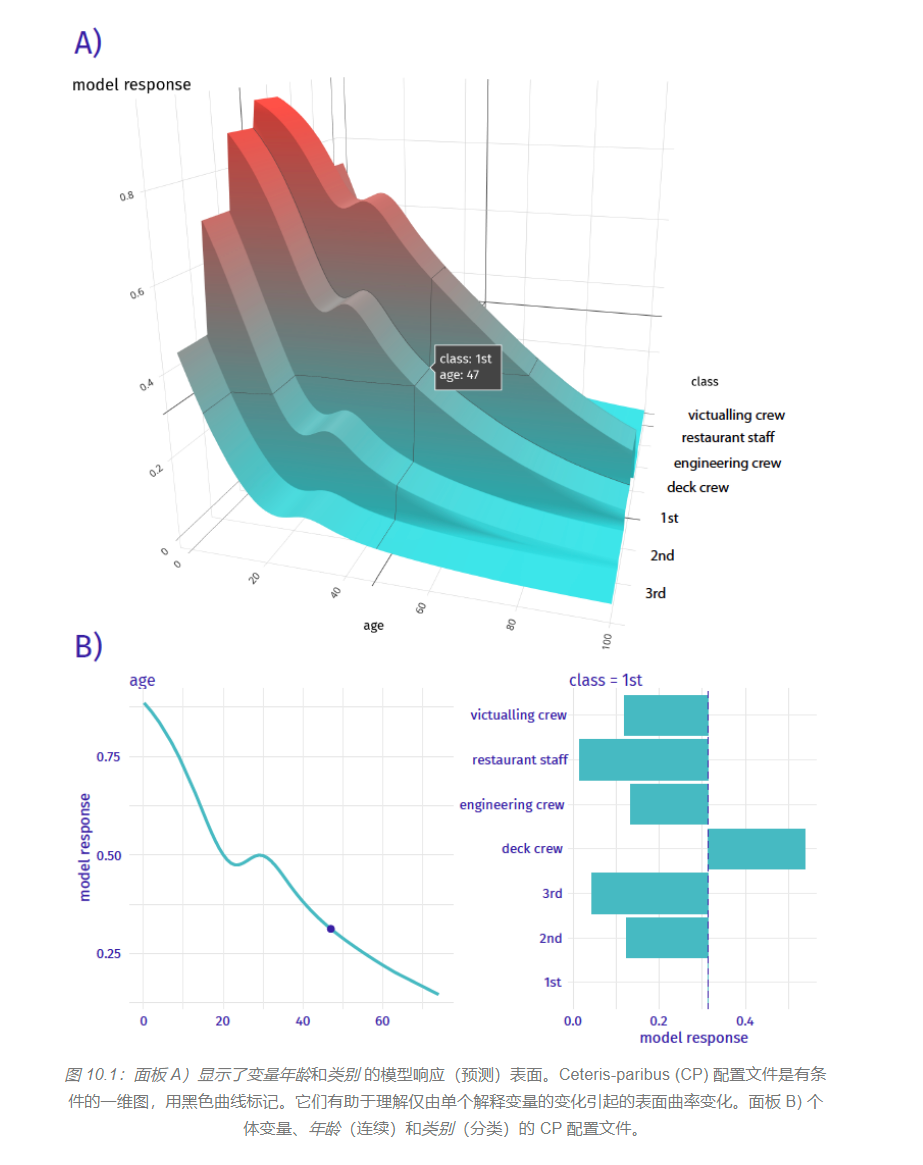 A)
model response
0.8
0.6
0.4
0.2
0
0
20
40
60
80
100
age
class: 1st
age: 47
class
victualling crew
restaurant staff
engineering crew
deck crew
1st
2nd
3rd
B)
age
model response
0.75
0.50
0.25
0
20
40
60
class = 1st
victualling crew
restaurant staff
engineering crew
deck crew
3rd
2nd
1st
0.0
0.2
0.4
model response
图 10.1：面板 A）显示了变量年龄和类别 的模型响应（预测）表面。Ceteris-paribus (CP) 配置文件是有条
件的一维图，用黑色曲线标记。它们有助于理解仅由单个解释变量的变化引起的表面曲率变化。面板 B) 个
体变量、年龄（连续）和类别（分类）的 CP 配置文件。